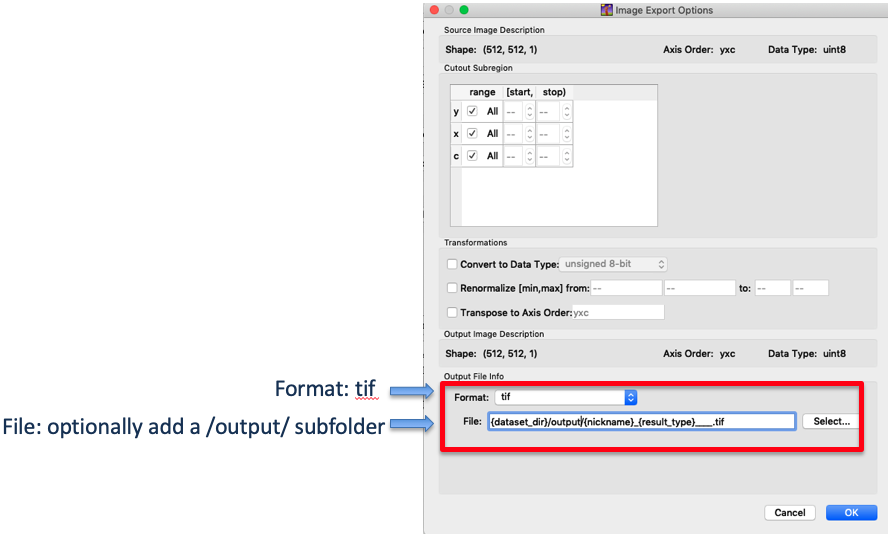 Image Export Options
Source Image Description
Shape: (512, 512, 1) Axis Order: yxc Data Type: uint8
Cutout Subregion
range [start, stop)
y All -- --
x All -- --
c All -- --
Transformations
Convert to Data Type: unsigned 8-bit
Renormalize [min,max] from: -- -- to: -- --
Transpose to Axis Order: yxc
Output Image Description
Shape: (512, 512, 1) Axis Order: yxc Data Type: uint8
Output File Info
Format: tif
Format: tif
File: optionally add a /output/ subfolder
File: {dataset_dir}/output/{nickname}_{result_type}____.tif Select...
Cancel OK